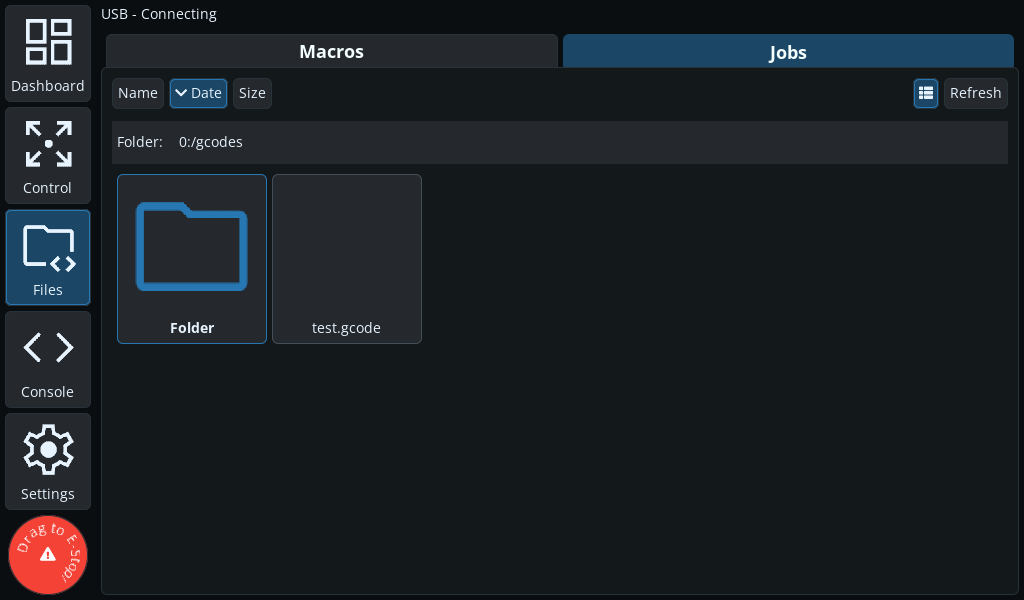 USB - Connecting
Macros
Jobs
Dashboard
Control
Files
Console
Settings
Drag to E-Stop!
Name
Date
Size
Refresh
Folder: 0:/gcodes
Folder
test.gcode